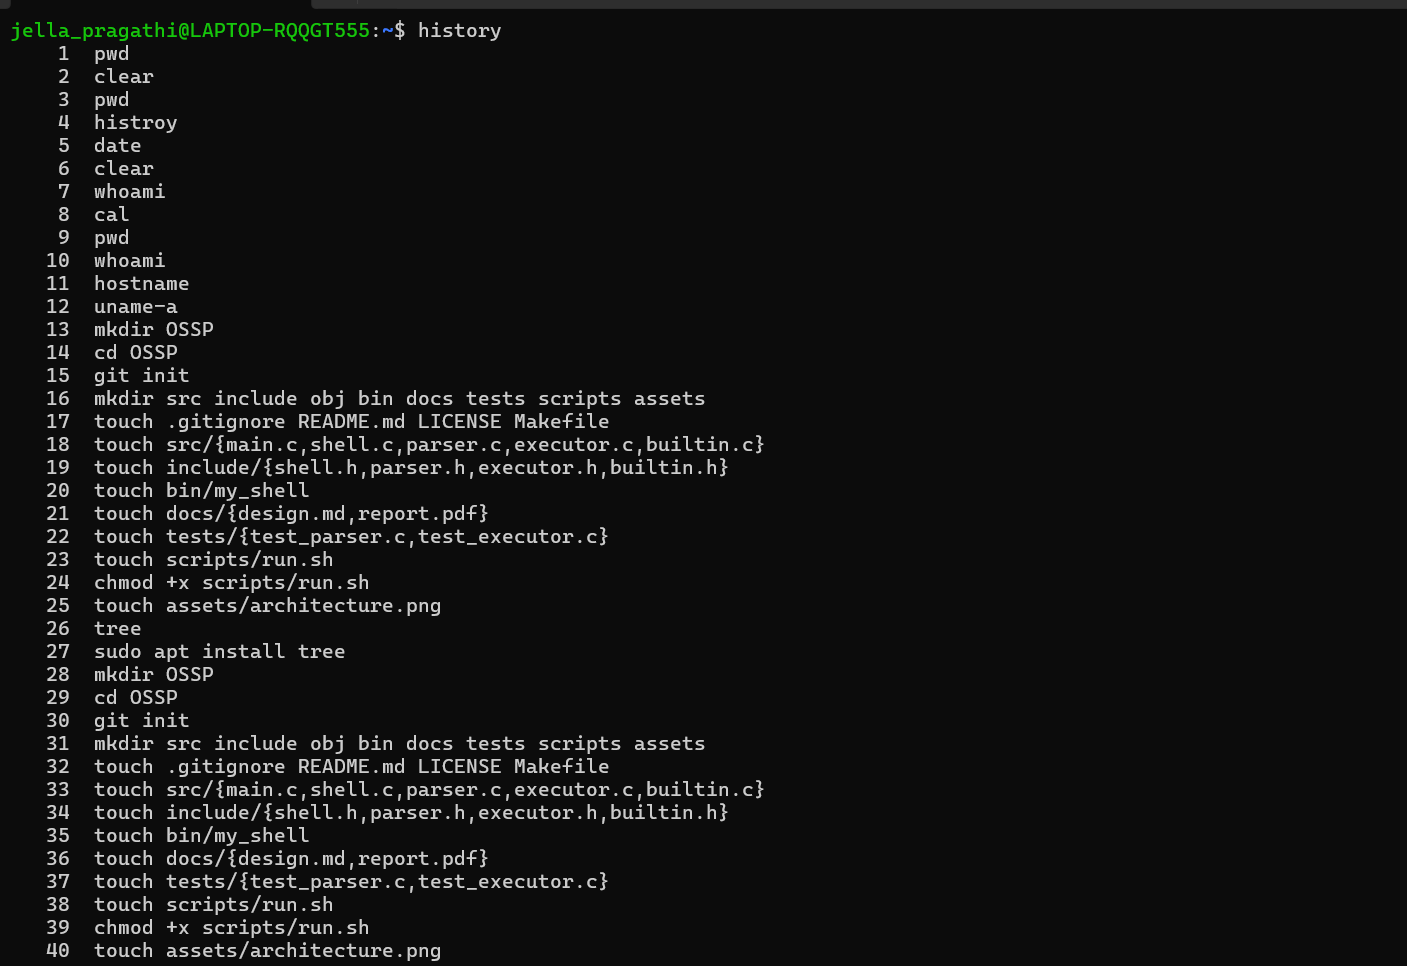 jella_pragathi@LAPTOP-RQQGT555:~$ history
1 pwd
2 clear
3 pwd
4 histroy
5 date
6 clear
7 whoami
8 cal
9 pwd
10 whoami
11 hostname
12 uname-a
13 mkdir OSSP
14 cd OSSP
15 git init
16 mkdir src include obj bin docs tests scripts assets
17 touch .gitignore README.md LICENSE Makefile
18 touch src/{main.c,shell.c,parser.c,executor.c,builtin.c}
19 touch include/{shell.h,parser.h,executor.h,builtin.h}
20 touch bin/my_shell
21 touch docs/{design.md,report.pdf}
22 touch tests/{test_parser.c,test_executor.c}
23 touch scripts/run.sh
24 chmod +x scripts/run.sh
25 touch assets/architecture.png
26 tree
27 sudo apt install tree
28 mkdir OSSP
29 cd OSSP
30 git init
31 mkdir src include obj bin docs tests scripts assets
32 touch .gitignore README.md LICENSE Makefile
33 touch src/{main.c,shell.c,parser.c,executor.c,builtin.c}
34 touch include/{shell.h,parser.h,executor.h,builtin.h}
35 touch bin/my_shell
36 touch docs/{design.md,report.pdf}
37 touch tests/{test_parser.c,test_executor.c}
38 touch scripts/run.sh
39 chmod +x scripts/run.sh
40 touch assets/architecture.png